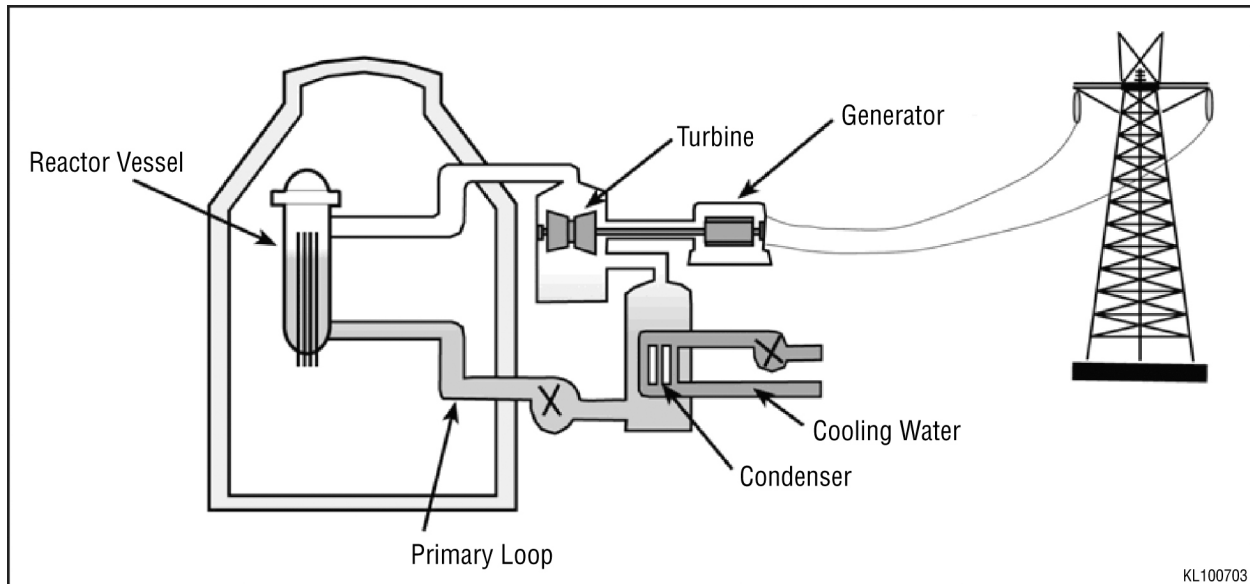 Generator
Turbine
Reactor Vessel
Cooling Water
Condenser
Primary Loop
KL100703